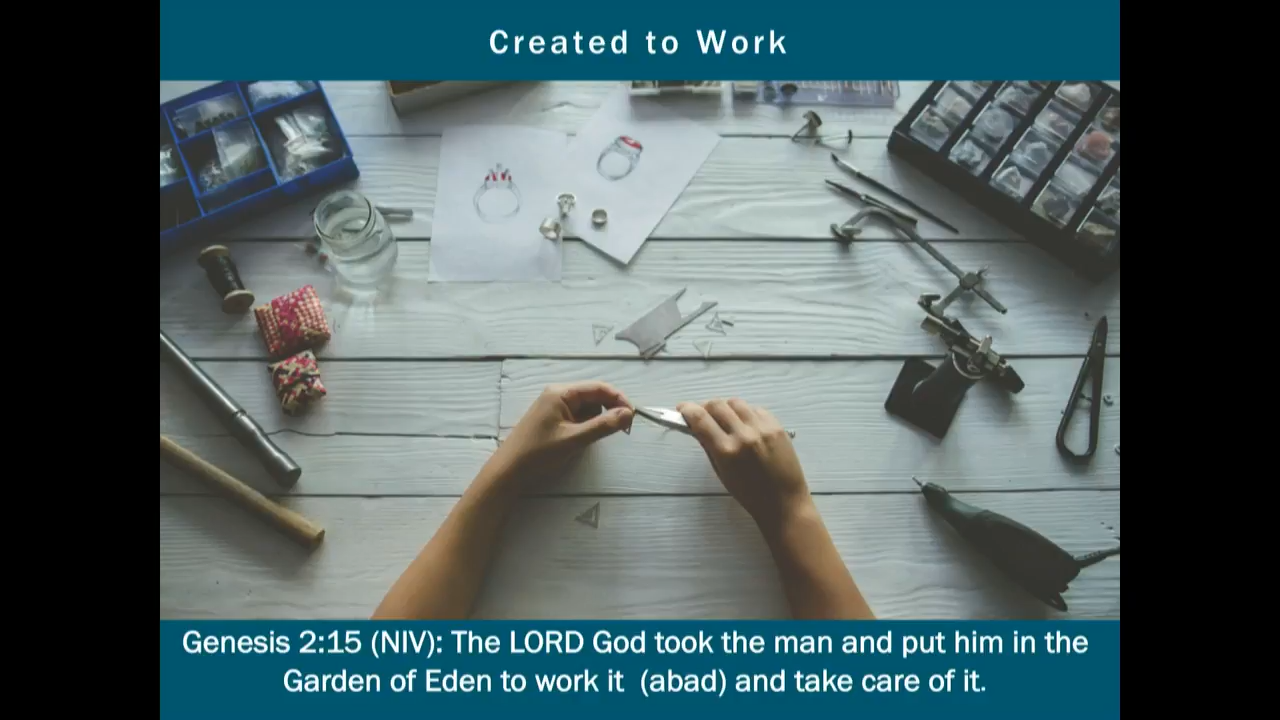 Created to Work
Genesis 2:15 (NIV): The LORD God took the man and put him in the
Garden of Eden to work it  (abad) and take care of it.